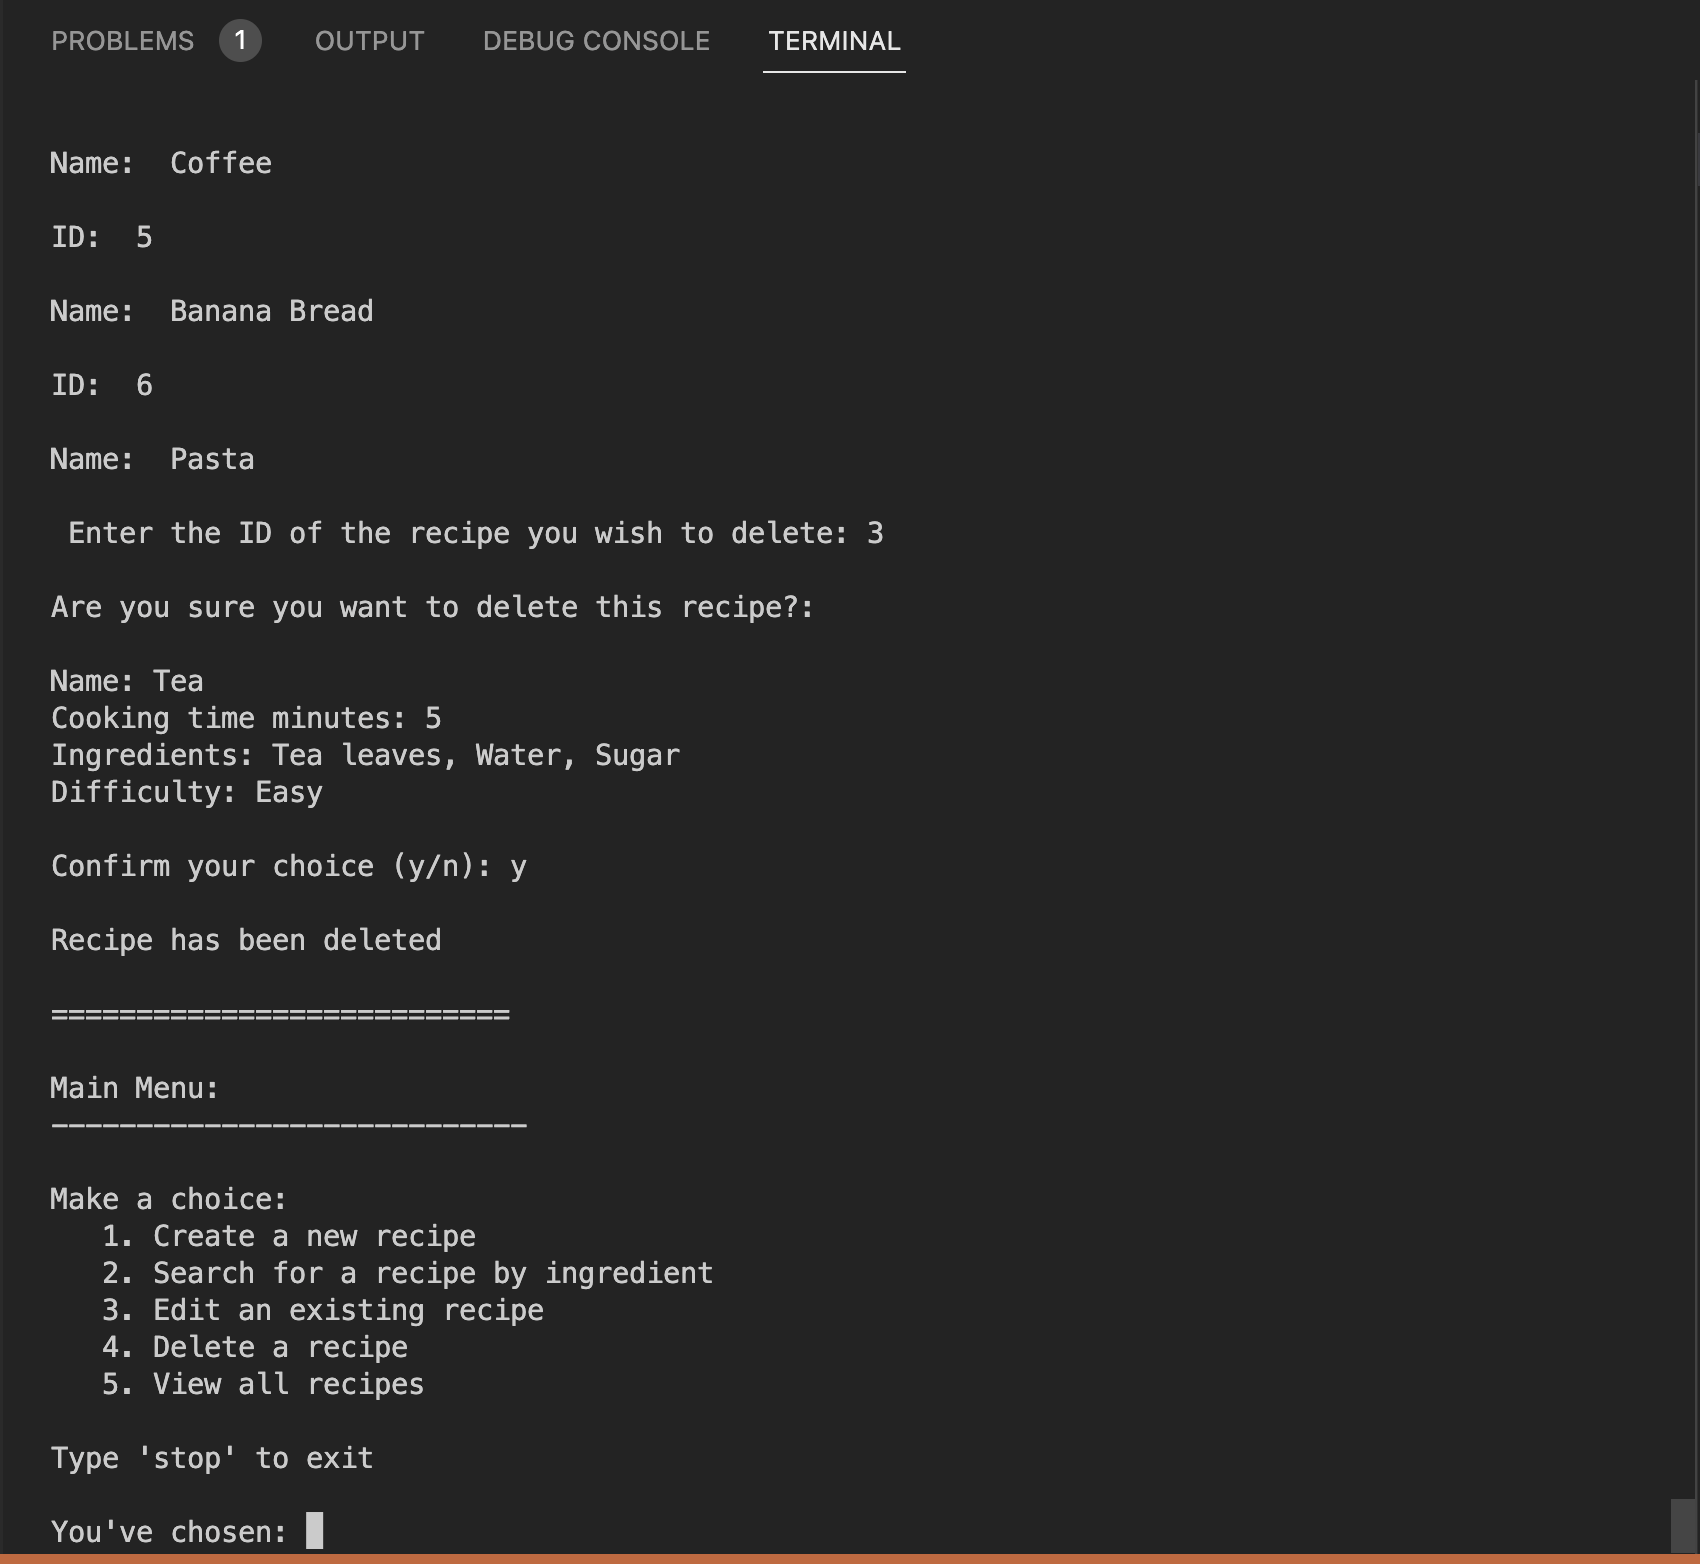 PROBLEMS 1 OUTPUT DEBUG CONSOLE TERMINAL
Name:  Coffee
ID:  5
Name:  Banana Bread
ID:  6
Name:  Pasta
 Enter the ID of the recipe you wish to delete: 3
Are you sure you want to delete this recipe?:
Name: Tea
Cooking time minutes: 5
Ingredients: Tea leaves, Water, Sugar
Difficulty: Easy
Confirm your choice (y/n): y
Recipe has been deleted
===========================
Main Menu:
----------------------------
Make a choice:
   1. Create a new recipe
   2. Search for a recipe by ingredient
   3. Edit an existing recipe
   4. Delete a recipe
   5. View all recipes
Type 'stop' to exit
You've chosen: